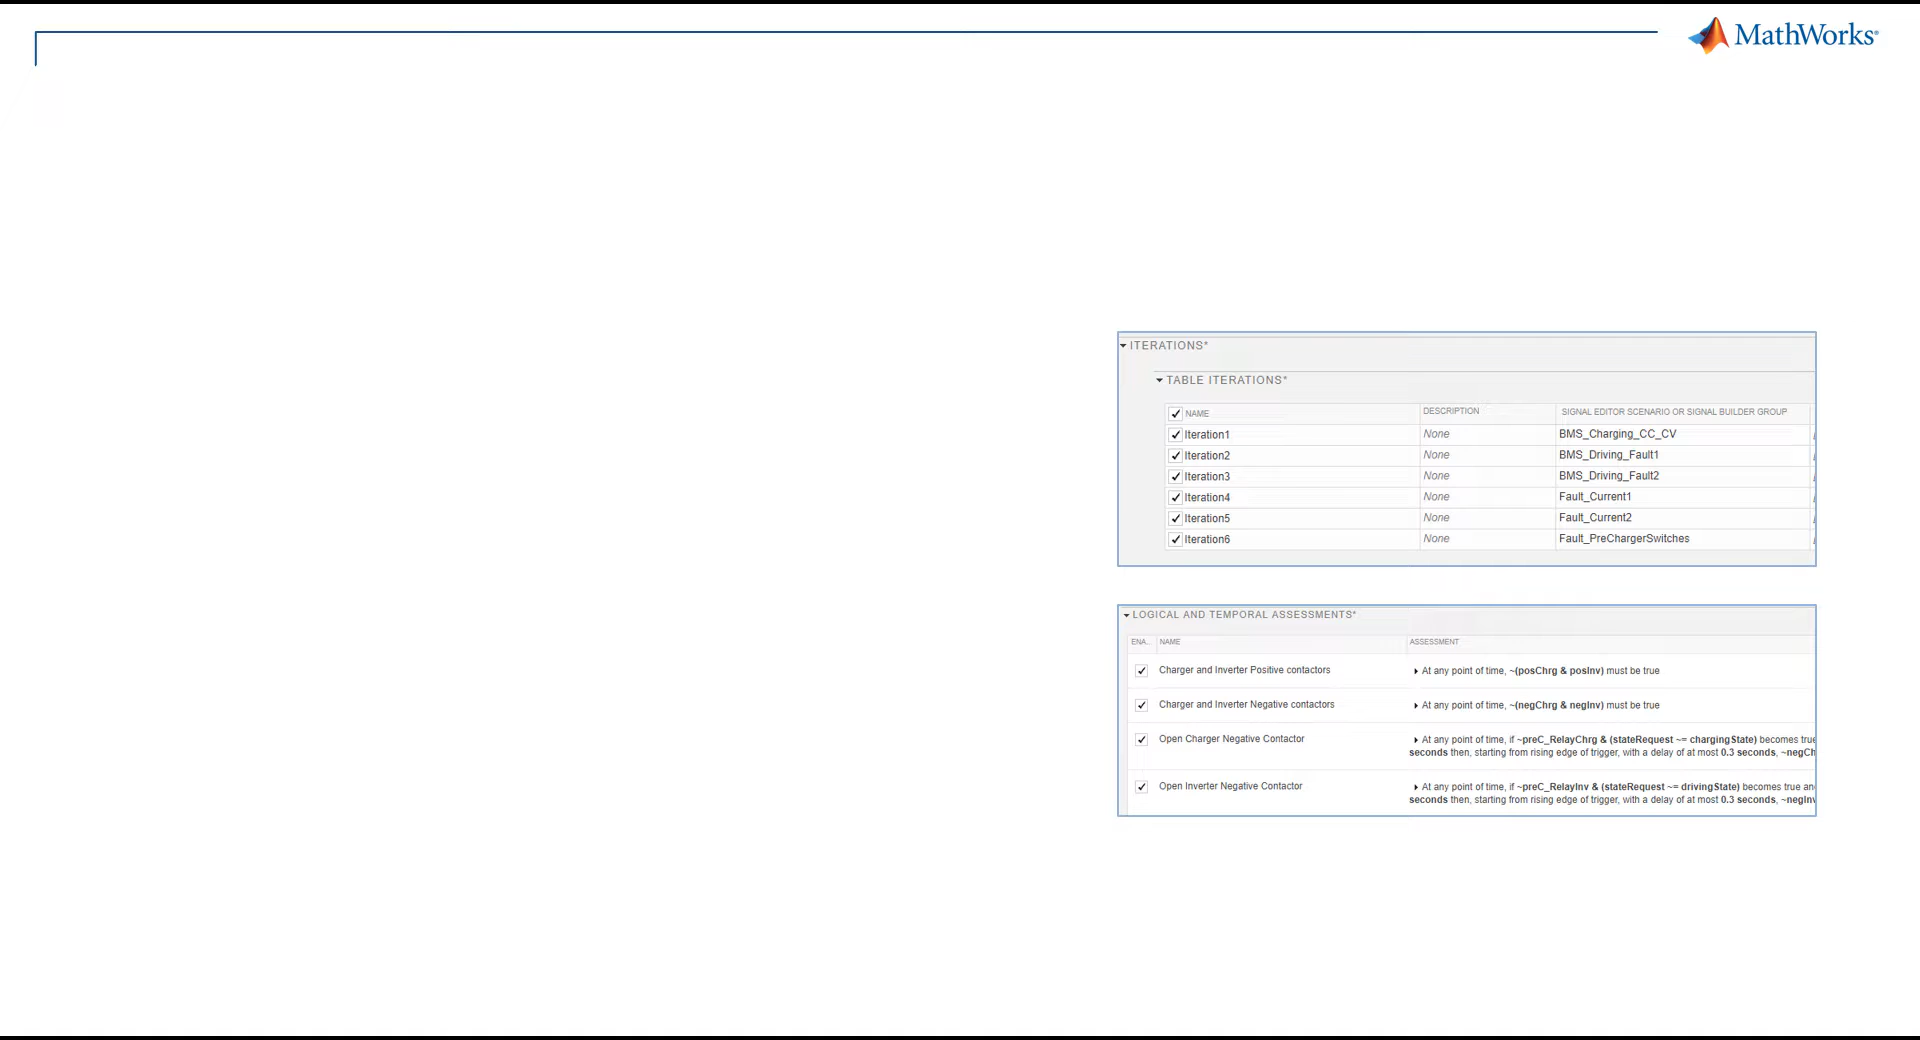 MathWorks®
ITERATIONS*
TABLE ITERATIONS*
NAME DESCRIPTION SIGNAL EDITOR SCENARIO OR SIGNAL BUILDER GROUP
Iteration1 None BMS_Charging_CC_CV
Iteration2 None BMS_Driving_Fault1
Iteration3 None BMS_Driving_Fault2
Iteration4 None Fault_Current1
Iteration5 None Fault_Current2
Iteration6 None Fault_PreChargerSwitches
LOGICAL AND TEMPORAL ASSESSMENTS*
ENA... NAME ASSESSMENT
Charger and Inverter Positive contactors At any point of time, ~(posChrg & posInv) must be true
Charger and Inverter Negative contactors At any point of time, ~(negChrg & negInv) must be true
Open Charger Negative Contactor At any point of time, if ~preC_RelayChrg & (stateRequest ~= chargingState) becomes true
seconds then, starting from rising edge of trigger, with a delay of at most 0.3 seconds, ~negCh
Open Inverter Negative Contactor At any point of time, if ~preC_RelayInv & (stateRequest ~= drivingState) becomes true an
seconds then, starting from rising edge of trigger, with a delay of at most 0.3 seconds, ~negInv